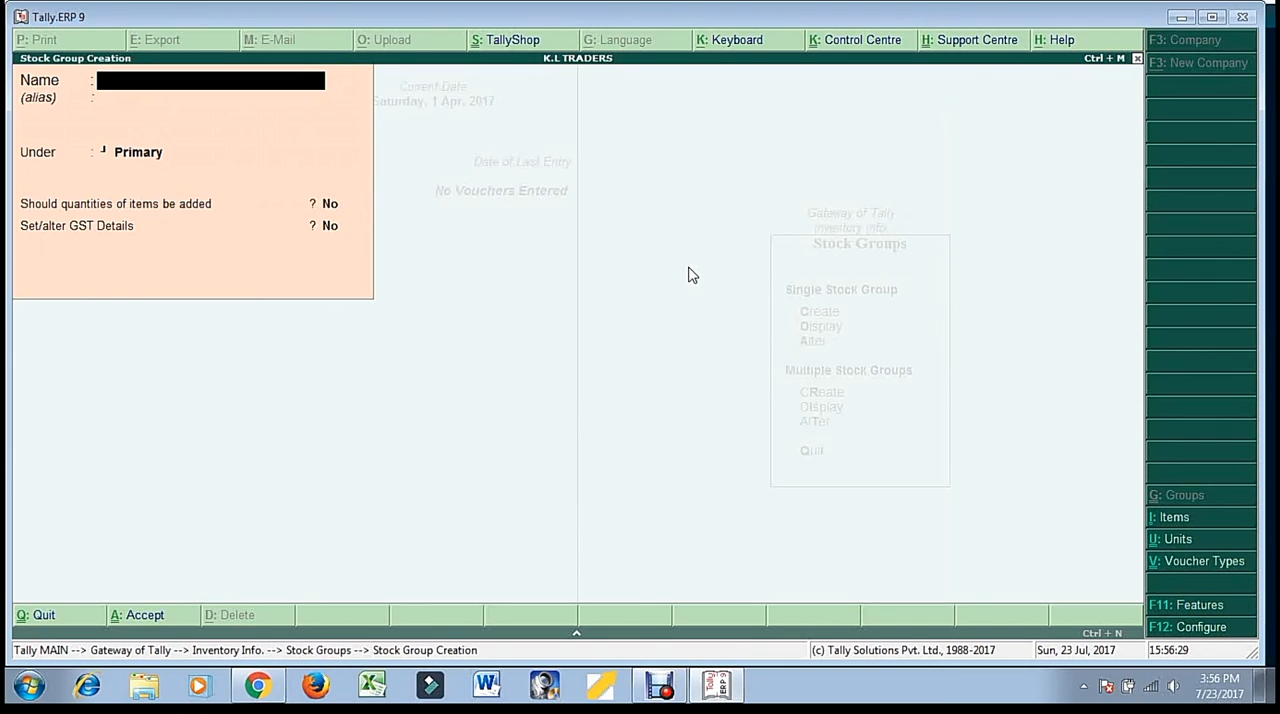 Tally.ERP 9
P: Print E: Export M: E-Mail O: Upload S: TallyShop G: Language K: Keyboard K: Control Centre H: Support Centre H: Help F3: Company
Stock Group Creation K.L TRADERS Ctrl + M
F3: New Company
Name :
(alias) :
Current Date
Saturday, 1 Apr, 2017
Under : Primary
Date of Last Entry
No Vouchers Entered
Should quantities of items be added ? No
Set/alter GST Details ? No
Gateway of Tally
Inventory Info.
Stock Groups
Single Stock Group
Create
Display
Alter
Multiple Stock Groups
CReate
DIsplay
AlTer
Quit
G: Groups
I: Items
U: Units
V: Voucher Types
F11: Features
F12: Configure
Q: Quit A: Accept D: Delete
Ctrl + N
Tally MAIN --> Gateway of Tally --> Inventory Info. --> Stock Groups --> Stock Group Creation (c) Tally Solutions Pvt. Ltd., 1988-2017 Sun, 23 Jul, 2017 15:56:29
Tally ERP 9
3:56 PM
7/23/2017